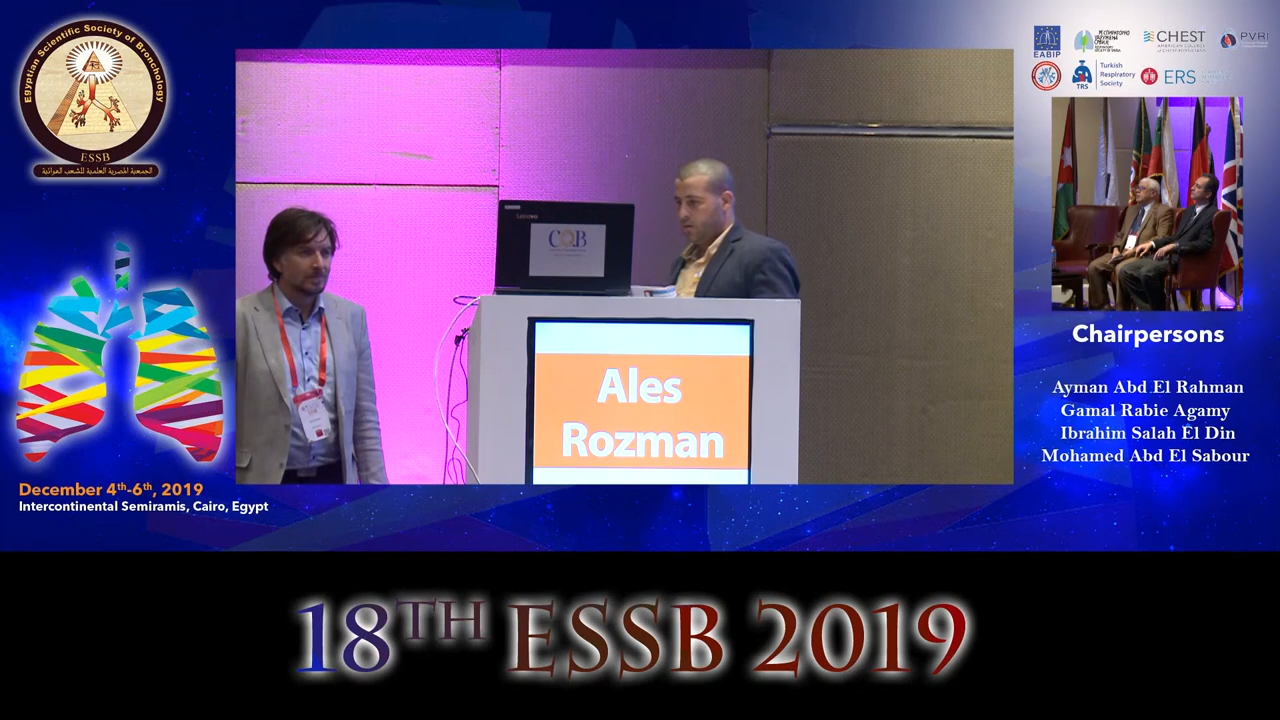 Egyptian Scientific Society of Bronchology
ESSB
الجمعية المصرية العلمية للشعب الهوائية
December 4th-6th, 2019
Intercontinental Semiramis, Cairo, Egypt
Lenovo
Ales
Rozman
EABIP
CHEST
AMERICAN COLLEGE
PVRI
TRS
Turkish
Respiratory
Society
ERS
Chairpersons
Ayman Abd El Rahman
Gamal Rabie Agamy
Ibrahim Salah El Din
Mohamed Abd El Sabour
18TH ESSB 2019